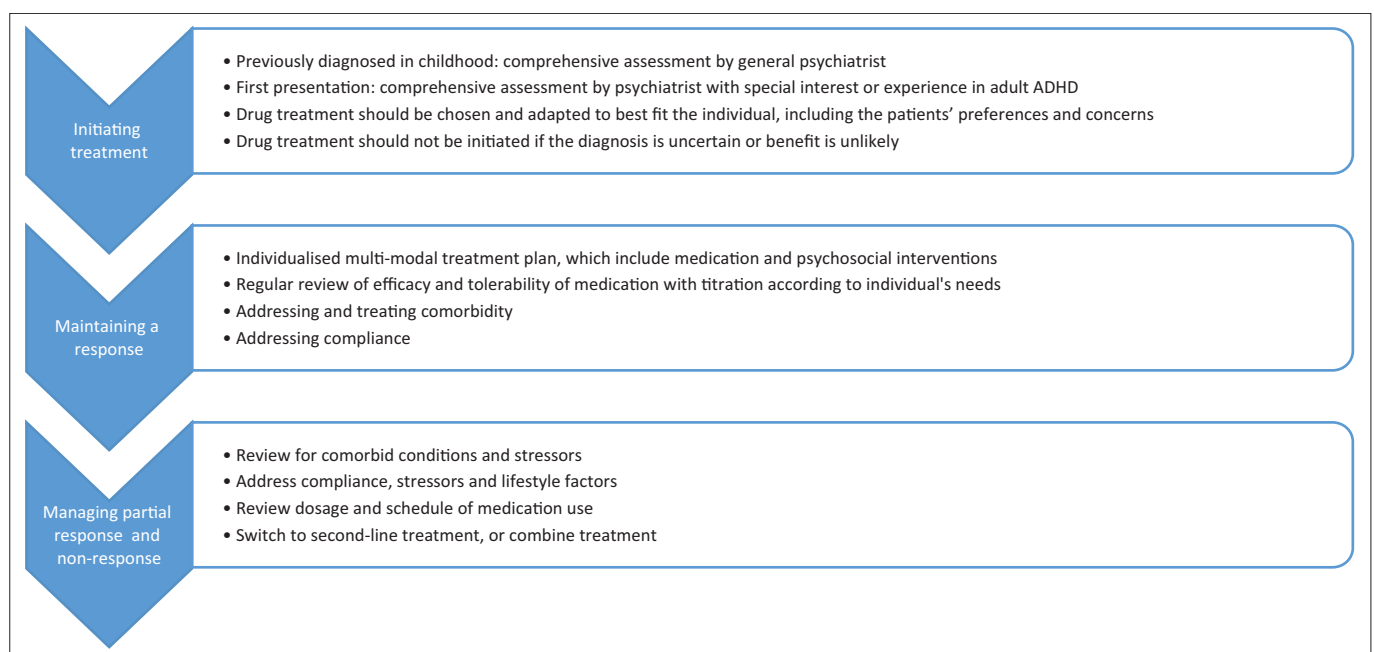 Initiating
treatment
• Previously diagnosed in childhood: comprehensive assessment by general psychiatrist
• First presentation: comprehensive assessment by psychiatrist with special interest or experience in adult ADHD
• Drug treatment should be chosen and adapted to best fit the individual, including the patients’ preferences and concerns
• Drug treatment should not be initiated if the diagnosis is uncertain or benefit is unlikely
Maintaining a
response
• Individualised multi-modal treatment plan, which include medication and psychosocial interventions
• Regular review of efficacy and tolerability of medication with titration according to individual's needs
• Addressing and treating comorbidity
• Addressing compliance
Managing partial
response and
non-response
• Review for comorbid conditions and stressors
• Address compliance, stressors and lifestyle factors
• Review dosage and schedule of medication use
• Switch to second-line treatment, or combine treatment